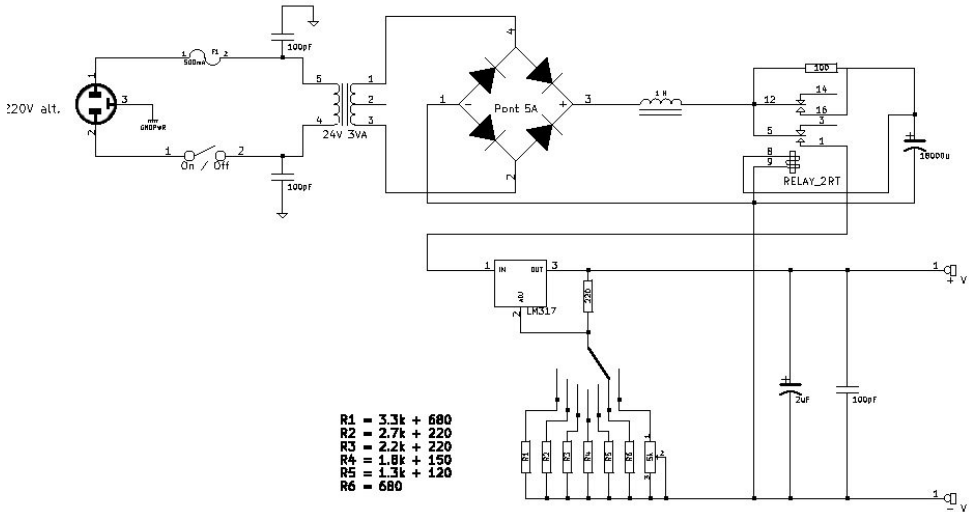 100pF
1 F1 2
500mA
220V alt.
1
3
2
GNDPWR
1 2
On / Off
100pF
5
4
1
2
3
24V 3VA
4
1
-
Pont 5A
+
3
2
1 H
100
12
14
16
3
5
1
8
9
RELAY_2RT
+
18000u
1 IN OUT 3
ADJ
2
LM317
220
1
+ V
+
2uF
100pF
R1 = 3.3k + 680
R2 = 2.7k + 220
R3 = 2.2k + 220
R4 = 1.8k + 150
R5 = 1.3k + 120
R6 = 680
R1
R2
R3
R4
R5
R6
1
5k
2
3
1
- V